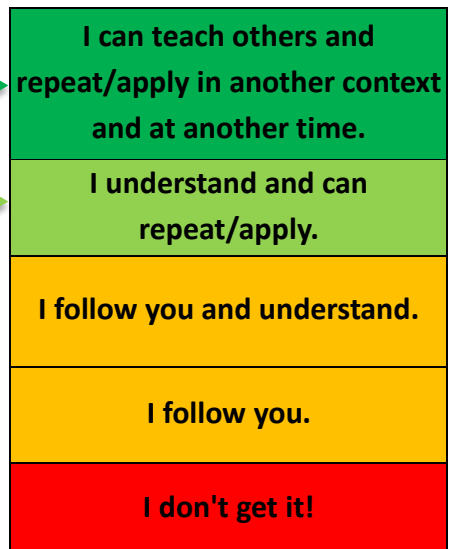 I can teach others and
repeat/apply in another context
and at another time.
I understand and can
repeat/apply.
I follow you and understand.
I follow you.
I don't get it!